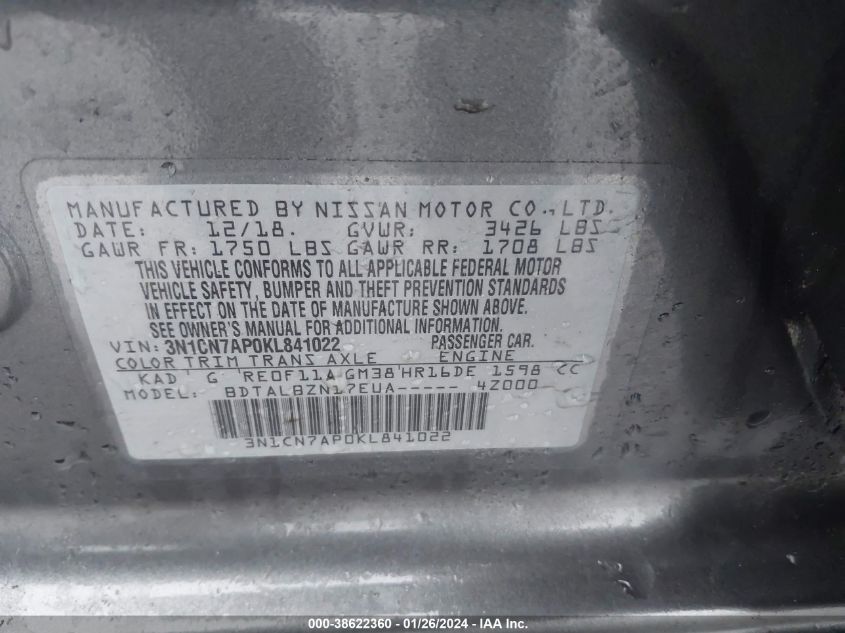 MANUFACTURED BY NISSAN MOTOR CO., LTD.
DATE: 12/18. GVWR: 3426 LBS
GAWR FR: 1750 LBS GAWR RR: 1708 LBS
THIS VEHICLE CONFORMS TO ALL APPLICABLE FEDERAL MOTOR
VEHICLE SAFETY, BUMPER AND THEFT PREVENTION STANDARDS
IN EFFECT ON THE DATE OF MANUFACTURE SHOWN ABOVE.
SEE OWNER'S MANUAL FOR ADDITIONAL INFORMATION.
VIN: 3N1CN7AP0KL841022 PASSENGER CAR.
COLOR TRIM TRANS AXLE ENGINE
KAD G RE0F11A GM38 HR16DE 1598 CC
MODEL: BDTALBZN17EUA----- 4Z000
3N1CN7AP0KL841022
000-38622360 - 01/26/2024 - IAA Inc.